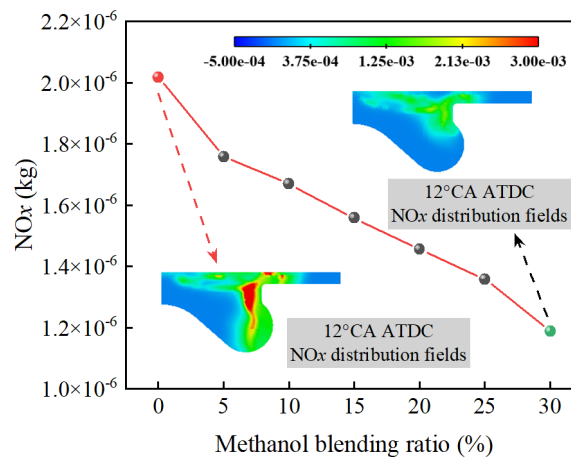 2.2×10⁻⁶
-5.00e-04 3.75e-04 1.25e-03 2.13e-03 3.00e-03
2.0×10⁻⁶
1.8×10⁻⁶
1.6×10⁻⁶
1.4×10⁻⁶
1.2×10⁻⁶
1.0×10⁻⁶
NOx (kg)
12°CA ATDC
NOx distribution fields
12°CA ATDC
NOx distribution fields
0 5 10 15 20 25 30
Methanol blending ratio (%)